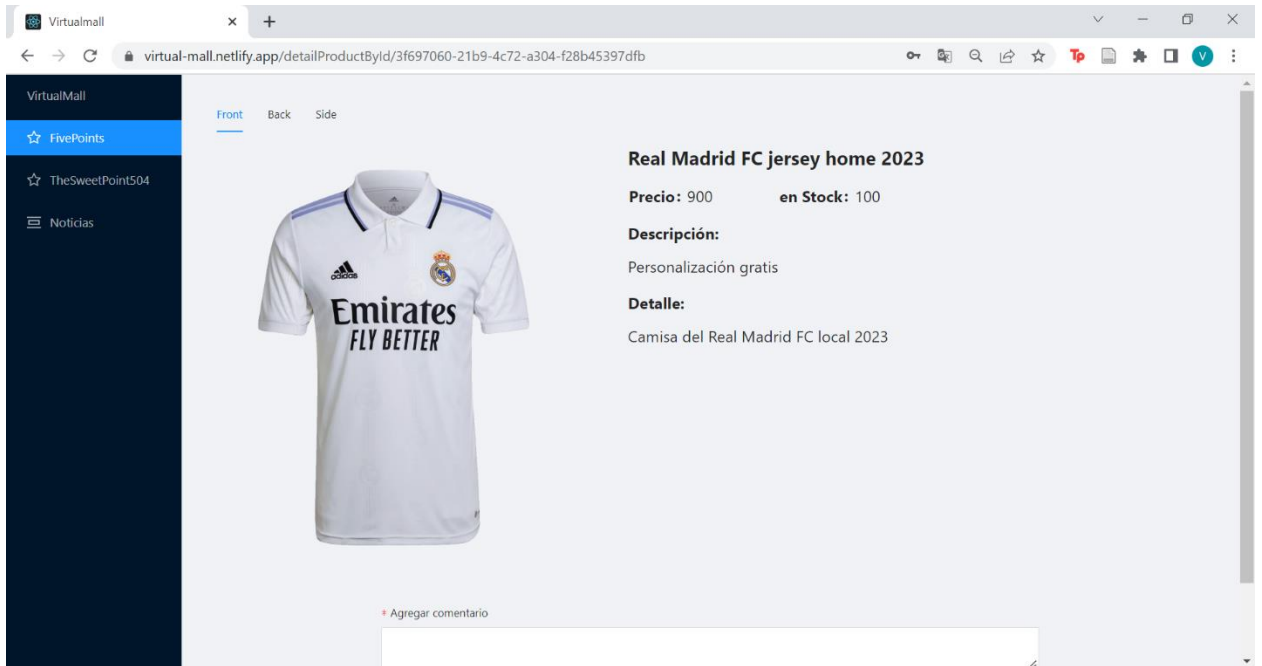 Virtualmall
virtual-mall.netlify.app/detailProductById/3f697060-21b9-4c72-a304-f28b45397dfb
Tp
V
VirtualMall
FivePoints
TheSweetPoint504
Noticias
Front Back Side
adidas
Emirates
FLY BETTER
Real Madrid FC jersey home 2023
Precio: 900 en Stock: 100
Descripción:
Personalización gratis
Detalle:
Camisa del Real Madrid FC local 2023
* Agregar comentario